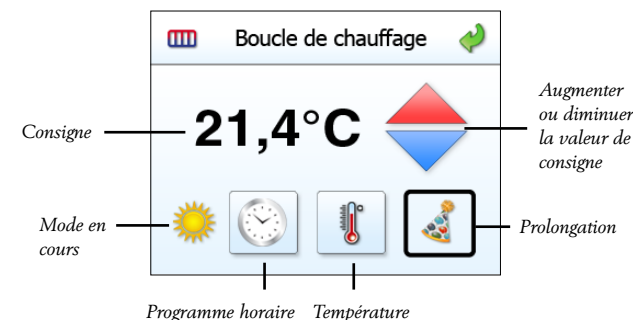 Boucle de chauffage
Consigne
21,4°C
Augmenter
ou diminuer
la valeur de
consigne
Mode en
cours
Prolongation
Programme horaire
Température